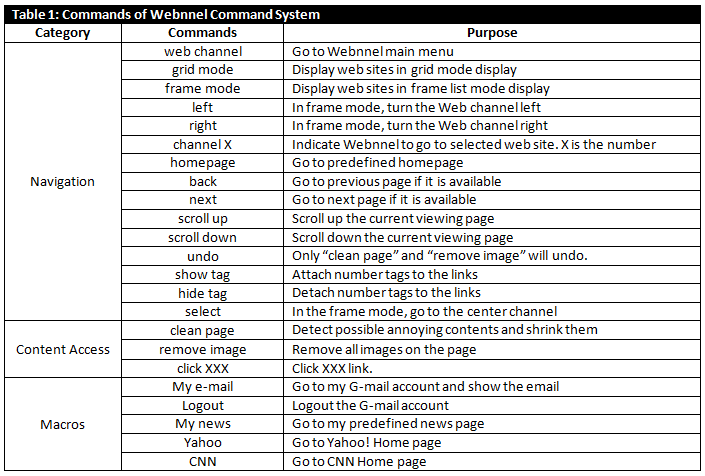 Table 1: Commands of Webnnel Command System
Category Commands Purpose
web channel Go to Webnnel main menu
grid mode Display web sites in grid mode display
frame mode Display web sites in frame list mode display
left In frame mode, turn the Web channel left
right In frame mode, turn the Web channel right
channel X Indicate Webnnel to go to selected web site. X is the number
homepage Go to predefined homepage
Navigation back Go to previous page if it is available
next Go to next page if it is available
scroll up Scroll up the current viewing page
scroll down Scroll down the current viewing page
undo Only “clean page” and “remove image” will undo.
show tag Attach number tags to the links
hide tag Detach number tags to the links
select In the frame mode, go to the center channel
clean page Detect possible annoying contents and shrink them
Content Access remove image Remove all images on the page
click XXX Click XXX link.
My e-mail Go to my G-mail account and show the email
Logout Logout the G-mail account
Macros My news Go to my predefined news page
Yahoo Go to Yahoo! Home page
CNN Go to CNN Home page